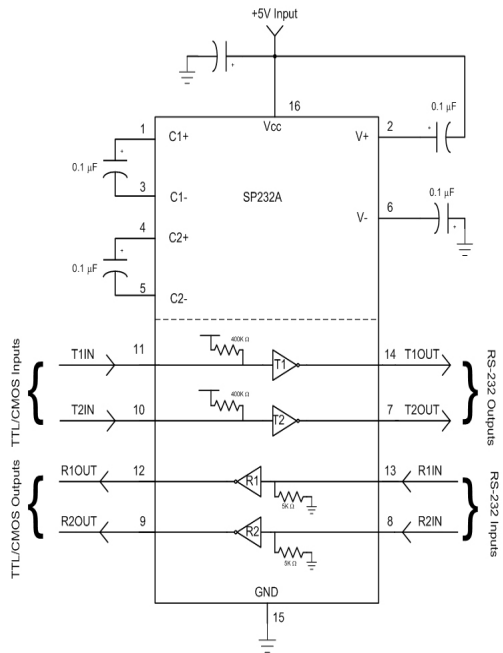 +5V Input
+
16
Vcc
0.1 µF
+
1
C1+
V+
2
+
0.1 µF
3
C1-
SP232A
0.1 µF
4
C2+
V-
6
+
+
0.1 µF
5
C2-
T1IN
11
400K Ω
T1
14
T1OUT
T2IN
10
400K Ω
T2
7
T2OUT
TTL/CMOS Inputs
RS-232 Outputs
R1OUT
12
R1
5K Ω
13
R1IN
R2OUT
9
R2
5K Ω
8
R2IN
TTL/CMOS Outputs
RS-232 Inputs
GND
15